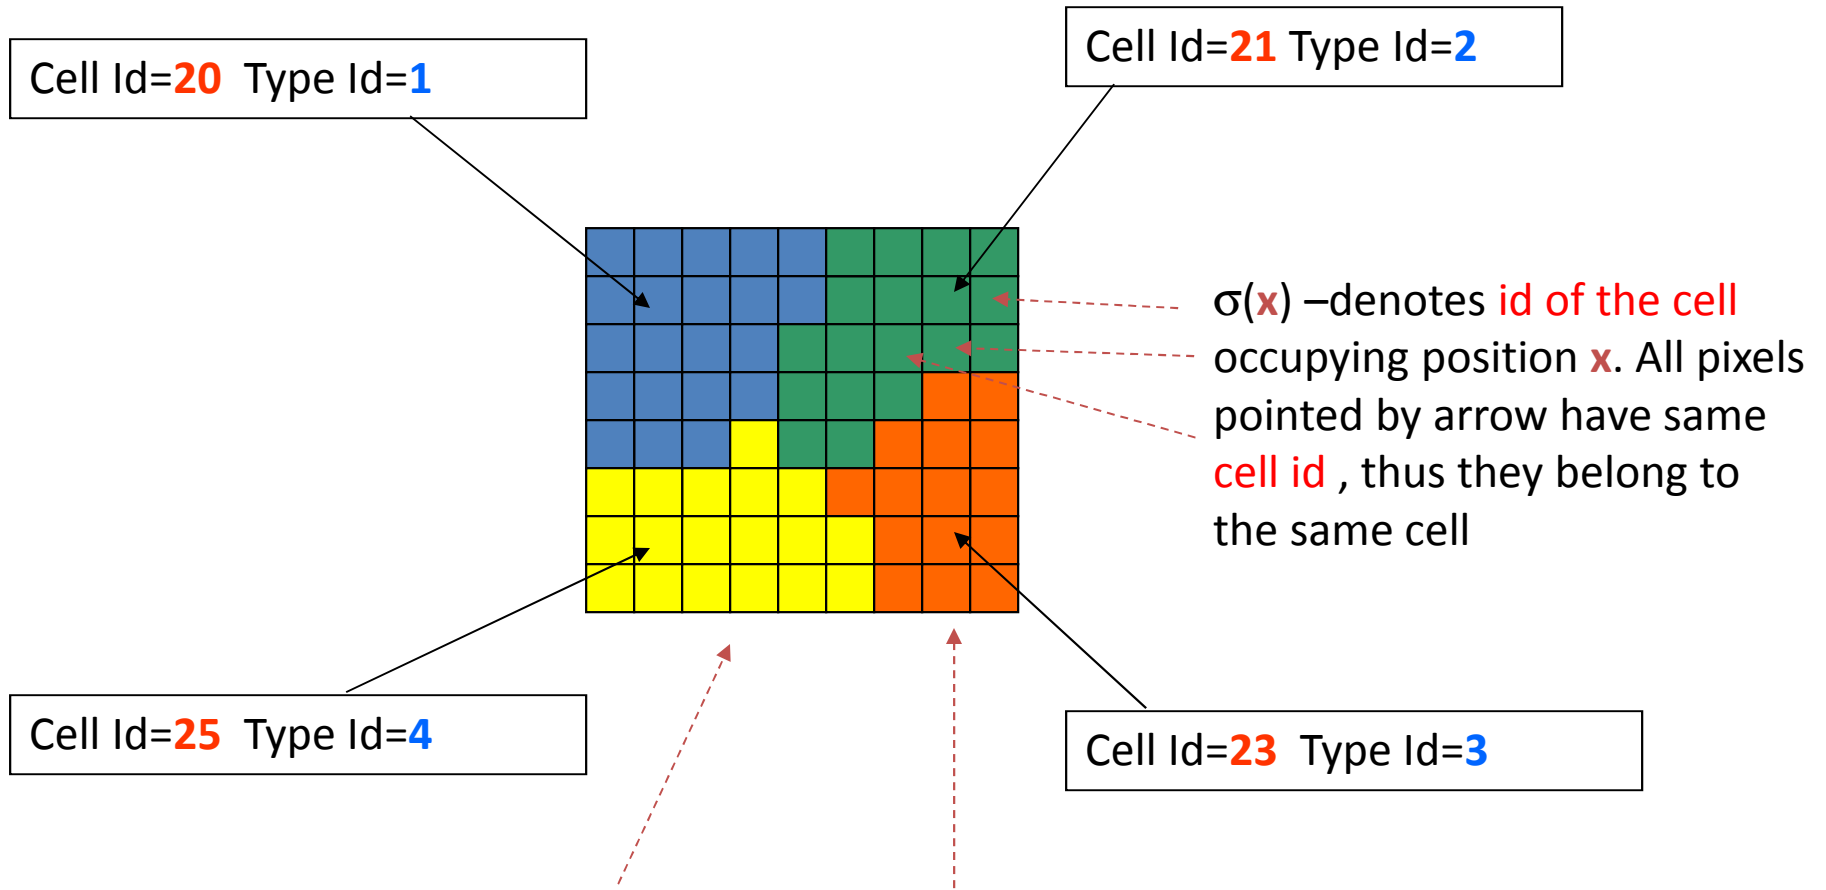 Cell Id=20 Type Id=1
Cell Id=21 Type Id=2
σ(x) –denotes id of the cell
occupying position x. All pixels
pointed by arrow have same
cell id , thus they belong to
the same cell
Cell Id=25 Type Id=4
Cell Id=23 Type Id=3